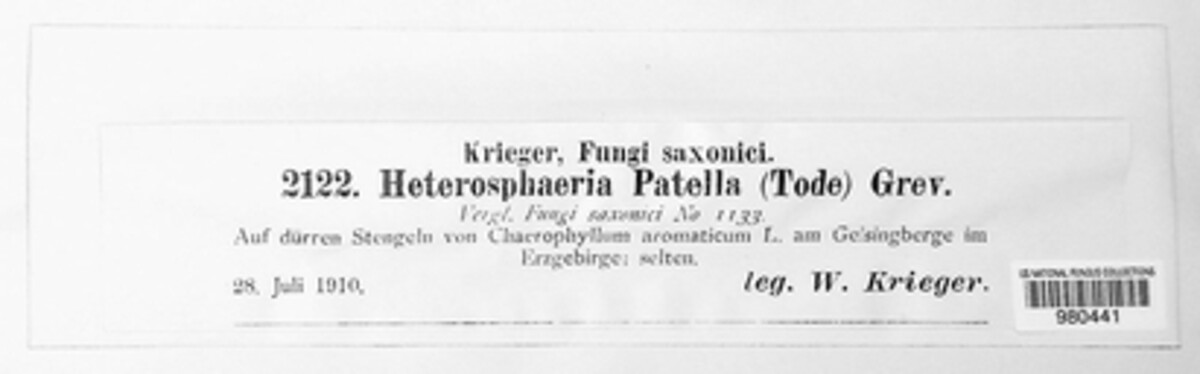 Krieger, Fungi saxonici.
2122. Heterosphaeria Patella (Tode) Grev.
Vergl. Fungi saxonici No 1133.
Auf dürren Stengeln von Chaerophyllum aromaticum L. am Geisingberge im
Erzgebirge; selten.
28. Juli 1910.
leg. W. Krieger.
US NATIONAL FUNGUS COLLECTIONS
980441